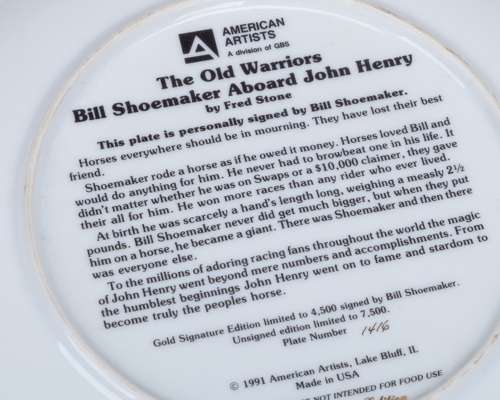 AMERICAN
ARTISTS
A division of GBS
The Old Warriors
Bill Shoemaker Aboard John Henry
by Fred Stone
This plate is personally signed by Bill Shoemaker.
Horses everywhere should be in mourning. They have lost their best
friend.
Shoemaker rode a horse as if he owed it money. Horses loved Bill and
would do anything for him. He never had to browbeat one in his life. It
didn't matter whether he was on Swaps or a $10,000 claimer, they gave
their all for him. He won more races than any rider who ever lived.
At birth he was scarcely a hand's length long, weighing a measly 2½
pounds. Bill Shoemaker never did get much bigger, but when they put
him on a horse, he became a giant. There was Shoemaker and then there
was everyone else.
To the millions of adoring racing fans throughout the world the magic
of John Henry went beyond mere numbers and accomplishments. From
the humblest beginnings John Henry went on to fame and stardom to
become truly the peoples horse.
Gold Signature Edition limited to 4,500 signed by Bill Shoemaker.
Unsigned edition limited to 7,500.
Plate Number 1416
© 1991 American Artists, Lake Bluff, IL
Made in USA
NOT INTENDED FOR FOOD USE